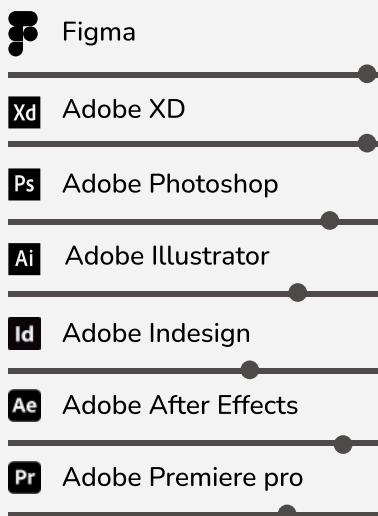 Figma
Xd Adobe XD
Ps Adobe Photoshop
Ai Adobe Illustrator
Id Adobe Indesign
Ae Adobe After Effects
Pr Adobe Premiere pro